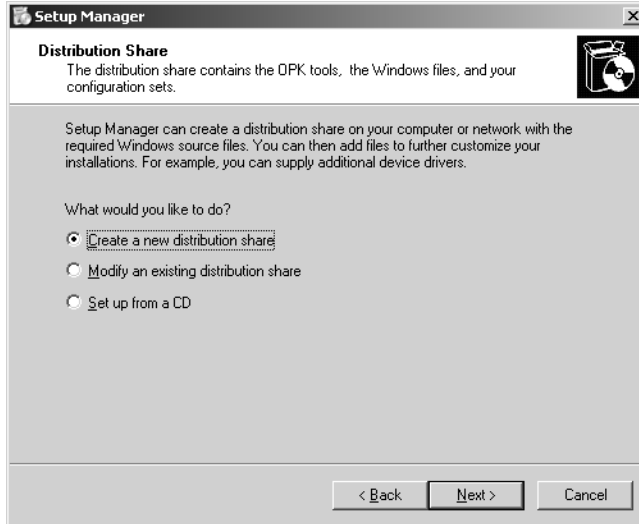 Setup Manager
Distribution Share
The distribution share contains the OPK tools, the Windows files, and your
configuration sets.
Setup Manager can create a distribution share on your computer or network with the
required Windows source files. You can then add files to further customize your
installations. For example, you can supply additional device drivers.
What would you like to do?
Create a new distribution share
Modify an existing distribution share
Set up from a CD
< Back Next > Cancel